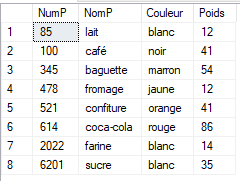 NumP NomP Couleur Poids
1 85 lait blanc 12
2 100 café noir 41
3 345 baguette marron 54
4 478 fromage jaune 12
5 521 confiture orange 41
6 614 coca-cola rouge 86
7 2022 farine blanc 14
8 6201 sucre blanc 35